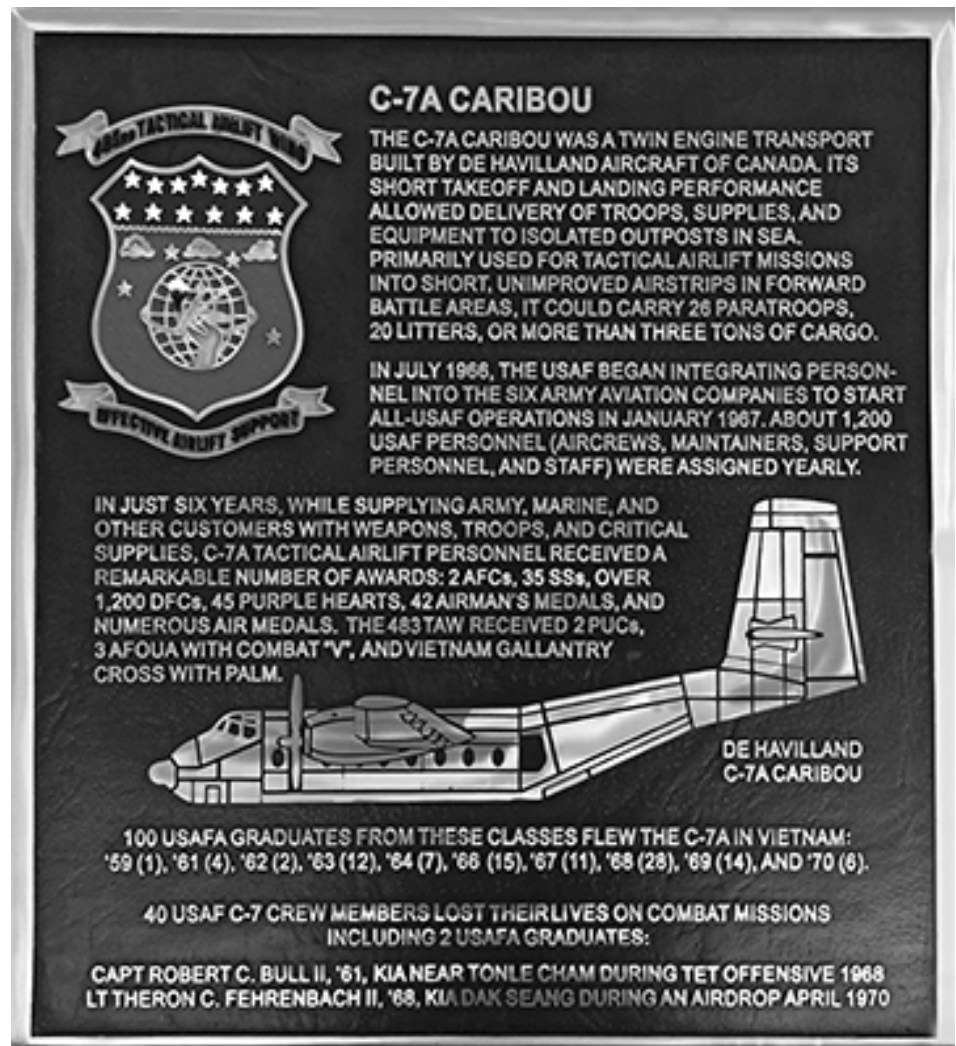 483RD TACTICAL AIRLIFT WING
EFFECTIVE AIRLIFT SUPPORT
C-7A CARIBOU
THE C-7A CARIBOU WAS A TWIN ENGINE TRANSPORT
BUILT BY DE HAVILLAND AIRCRAFT OF CANADA. ITS
SHORT TAKEOFF AND LANDING PERFORMANCE
ALLOWED DELIVERY OF TROOPS, SUPPLIES, AND
EQUIPMENT TO ISOLATED OUTPOSTS IN SEA.
PRIMARILY USED FOR TACTICAL AIRLIFT MISSIONS
INTO SHORT, UNIMPROVED AIRSTRIPS IN FORWARD
BATTLE AREAS, IT COULD CARRY 26 PARATROOPS,
20 LITTERS, OR MORE THAN THREE TONS OF CARGO.
IN JULY 1966, THE USAF BEGAN INTEGRATING PERSON-
NEL INTO THE SIX ARMY AVIATION COMPANIES TO START
ALL-USAF OPERATIONS IN JANUARY 1967. ABOUT 1,200
USAF PERSONNEL (AIRCREWS, MAINTAINERS, SUPPORT
PERSONNEL, AND STAFF) WERE ASSIGNED YEARLY.
IN JUST SIX YEARS, WHILE SUPPLYING ARMY, MARINE, AND
OTHER CUSTOMERS WITH WEAPONS, TROOPS, AND CRITICAL
SUPPLIES, C-7A TACTICAL AIRLIFT PERSONNEL RECEIVED A
REMARKABLE NUMBER OF AWARDS: 2 AFCs, 35 SSs, OVER
1,200 DFCs, 45 PURPLE HEARTS, 42 AIRMAN'S MEDALS, AND
NUMEROUS AIR MEDALS. THE 483 TAW RECEIVED 2 PUCs,
3 AFOUA WITH COMBAT "V", AND VIETNAM GALLANTRY
CROSS WITH PALM.
DE HAVILLAND
C-7A CARIBOU
100 USAFA GRADUATES FROM THESE CLASSES FLEW THE C-7A IN VIETNAM:
'59 (1), '61 (4), '62 (2), '63 (12), '64 (7), '66 (15), '67 (11), '68 (28), '69 (14), AND '70 (6).
40 USAF C-7 CREW MEMBERS LOST THEIR LIVES ON COMBAT MISSIONS
INCLUDING 2 USAFA GRADUATES:
CAPT ROBERT C. BULL II, '61, KIA NEAR TONLE CHAM DURING TET OFFENSIVE 1968
LT THERON C. FEHRENBACH II, '68, KIA DAK SEANG DURING AN AIRDROP APRIL 1970